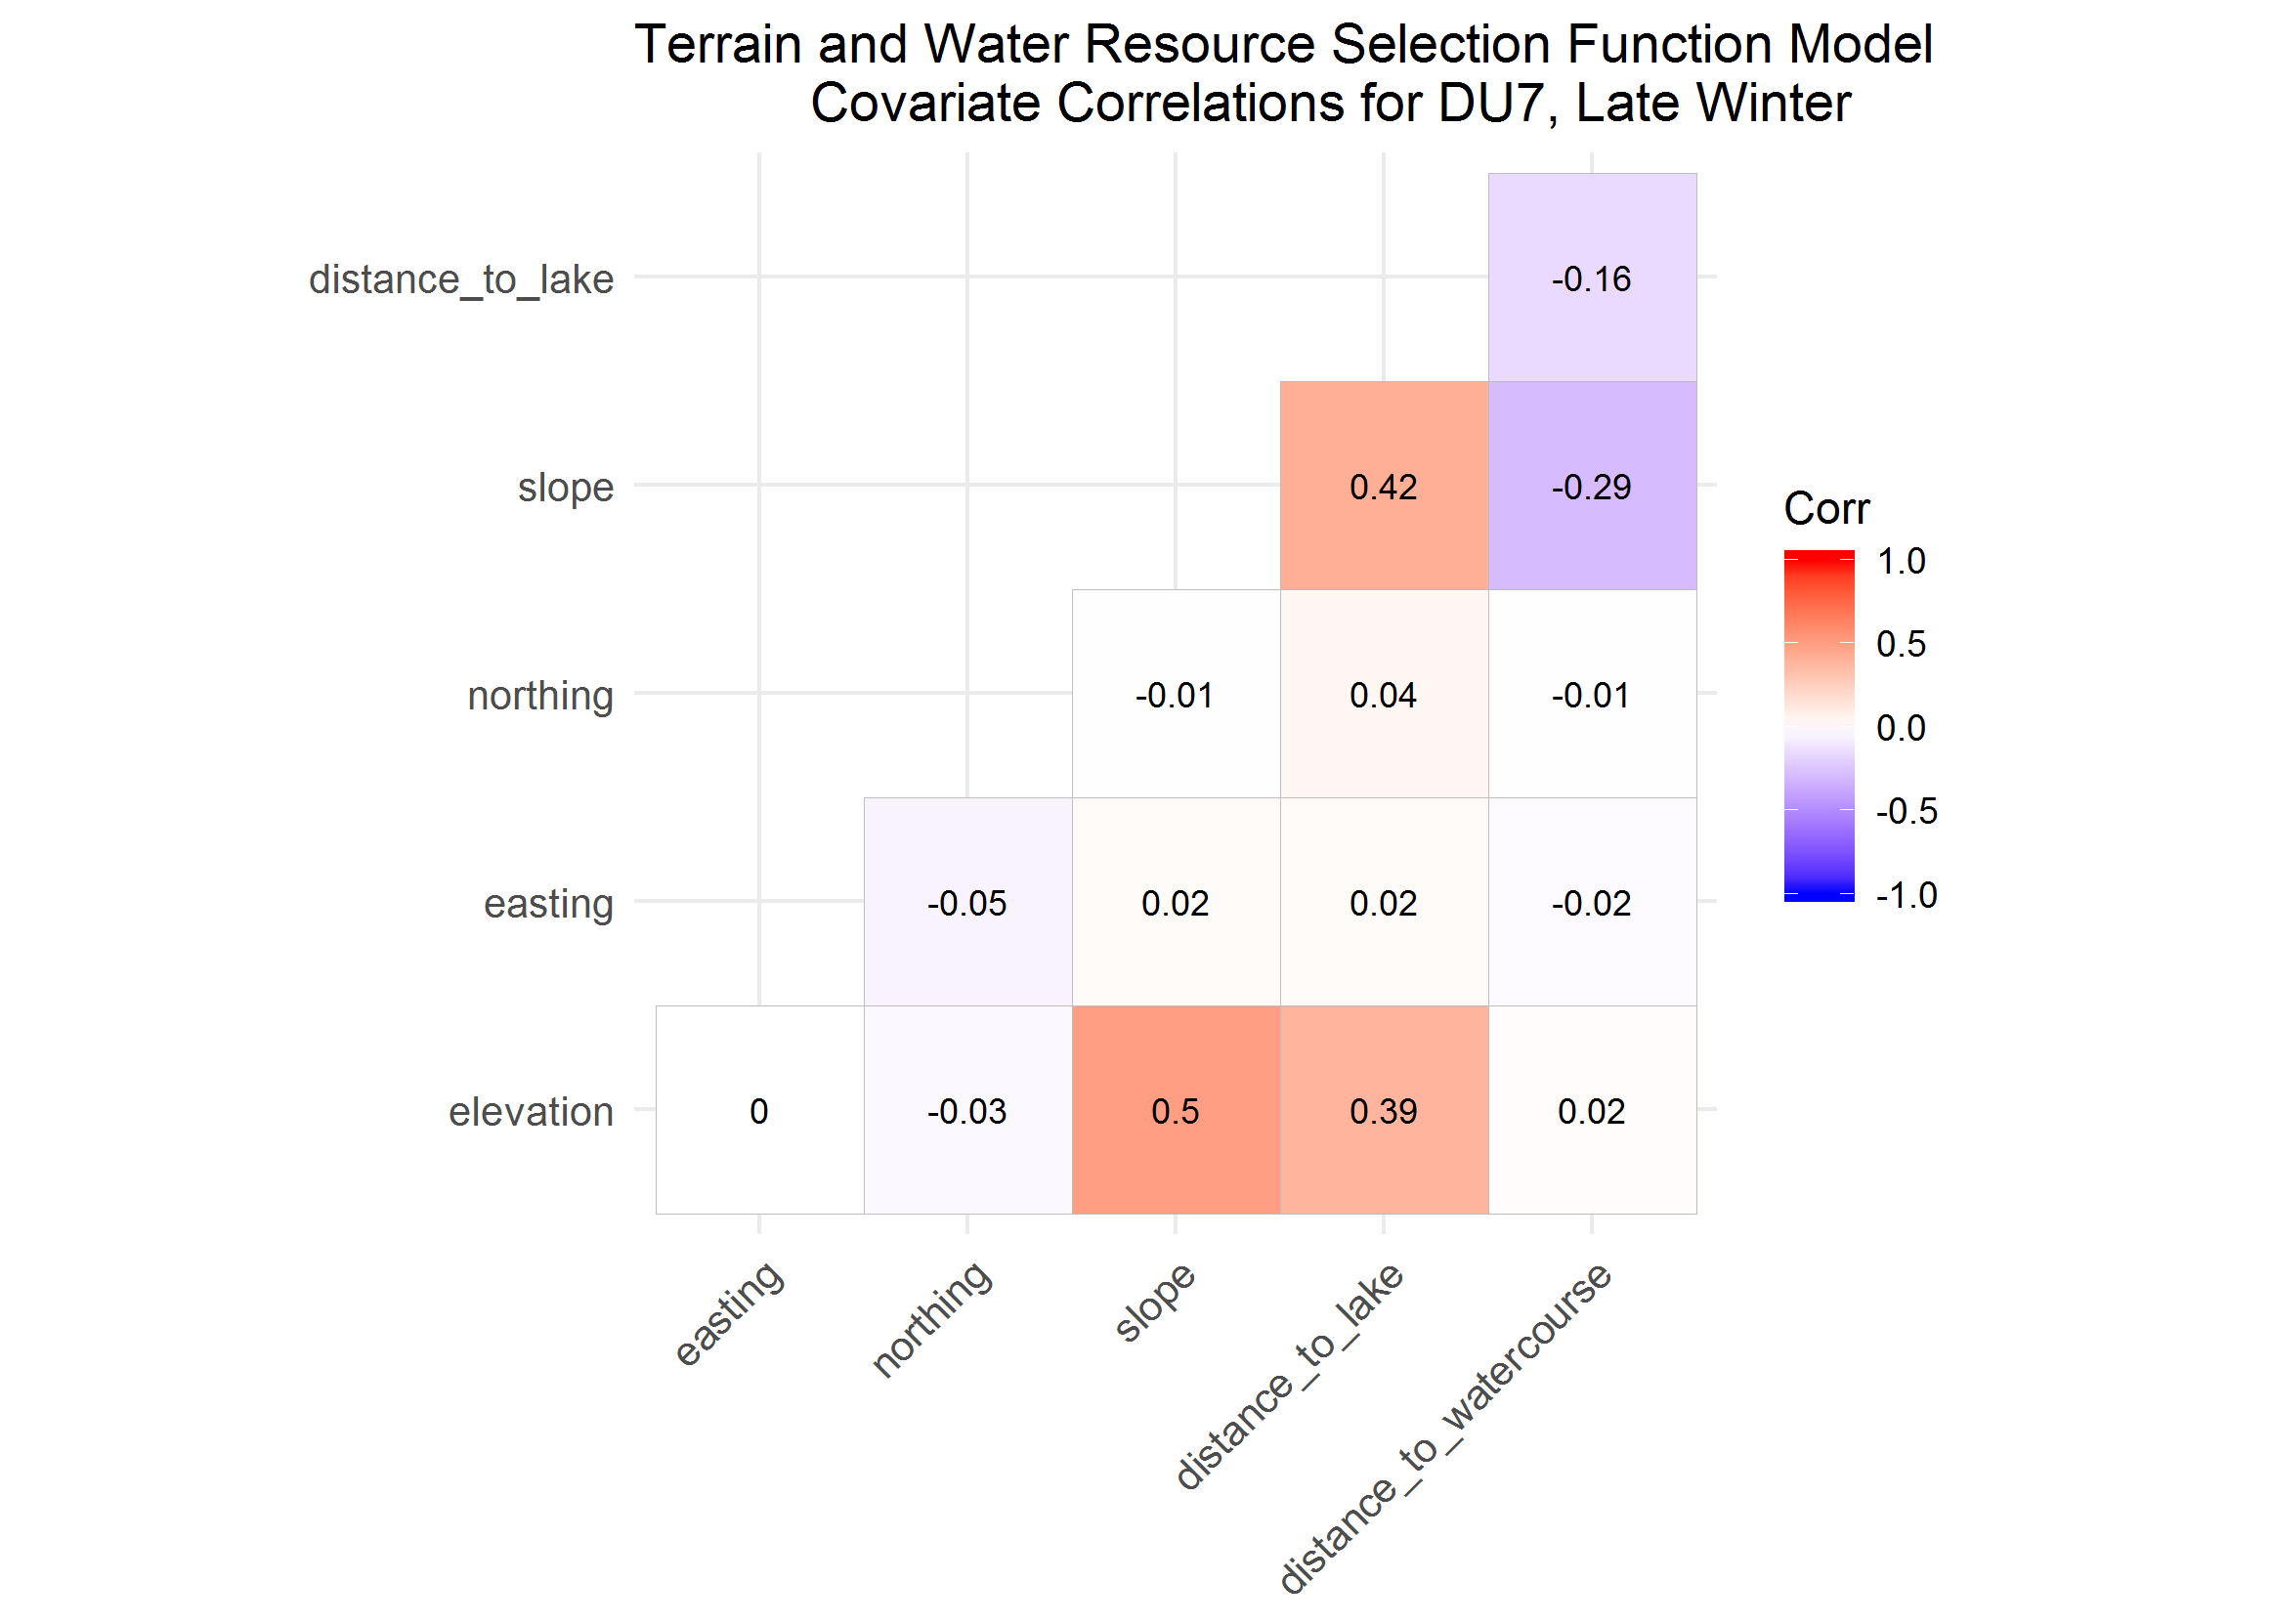 Terrain and Water Resource Selection Function Model
Covariate Correlations for DU7, Late Winter
distance_to_lake
-0.16
slope
0.42
-0.29
northing
-0.01
0.04
-0.01
easting
-0.05
0.02
0.02
-0.02
elevation
0
-0.03
0.5
0.39
0.02
easting
northing
slope
distance_to_lake
distance_to_watercourse
Corr
1.0
0.5
0.0
-0.5
-1.0